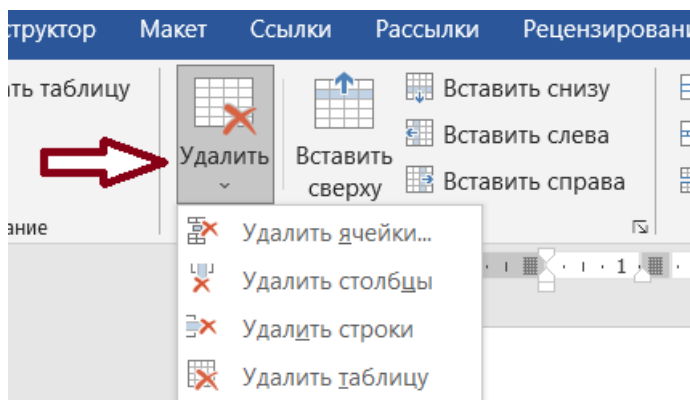 структор Макет Ссылки Рассылки Рецензировани
ть таблицу
Удалить
Вставить
сверху
Вставить снизу
Вставить слева
Вставить справа
ание
Удалить ячейки...
Удалить столбцы
Удалить строки
Удалить таблицу
1